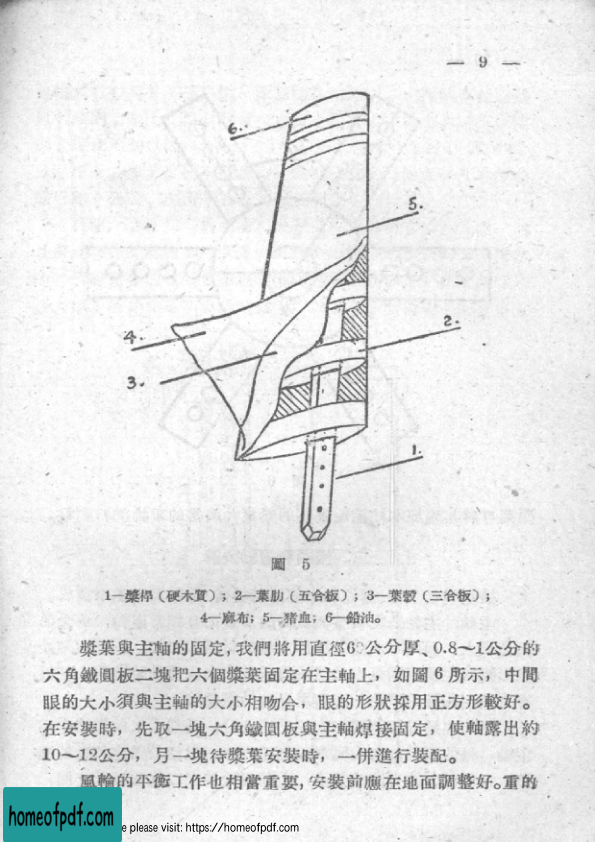 — 9 —
6.
5.
4.
3.
2.
1.
圖 5
1—槳桿（硬木質）；2—葉肋（五合板）；3—葉殼（三合板）；
4—麻布；5—猪血；6—鉛油。
槳葉與主軸的固定，我們將用直徑60公分厚、0.8～1公分的
六角鐵圓板二塊把六個槳葉固定在主軸上，如圖6所示，中間
眼的大小須與主軸的大小相吻合，眼的形狀採用正方形較好。
在安裝時，先取一塊六角鐵圓板與主軸焊接固定，使軸露出約
10～12公分，另一塊待槳葉安裝時，一併進行裝配。
風輪的平衡工作也相當重要，安裝前應在地面調整好。重的
homeofpdf.com
e please visit: https://homeofpdf.com